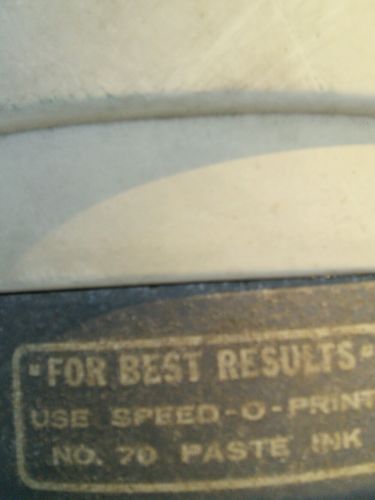 "FOR BEST RESULTS"
USE SPEED-O-PRINT
NO. 70 PASTE INK